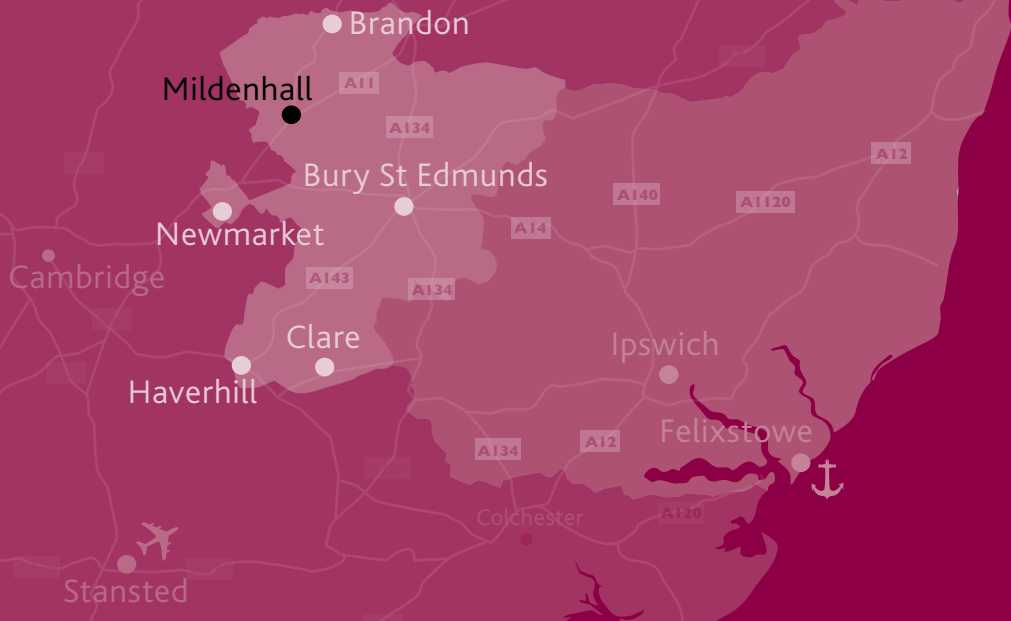 Brandon
A11
Mildenhall
A134
A12
Bury St Edmunds
A140
A1120
A14
Newmarket
Cambridge
A143
A134
Clare
Ipswich
Haverhill
Felixstowe
A12
A134
A120
Colchester
Stansted